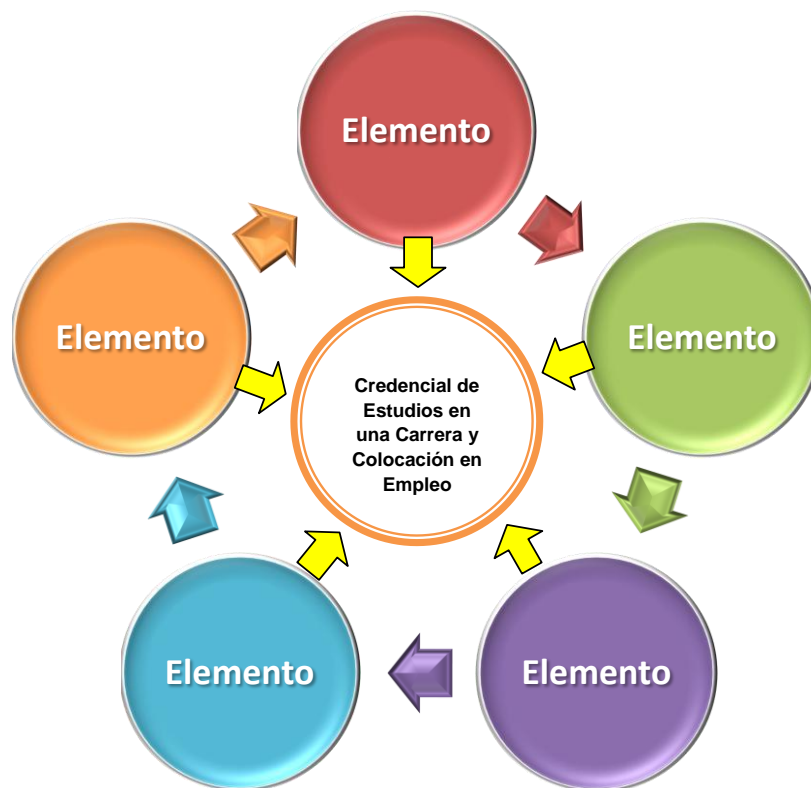 Elemento
Elemento
Elemento
Credencial de
Estudios en
una Carrera y
Colocación en
Empleo
Elemento
Elemento